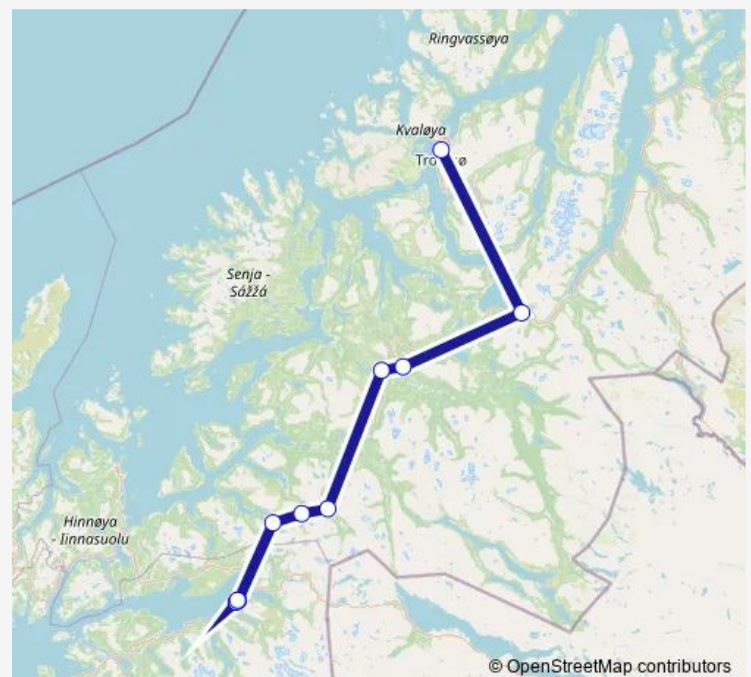 Ringvassøya
Kvaløya
Senja -
Sážžá
Hinnøya
- Iinnasuolu
© OpenStreetMap contributors